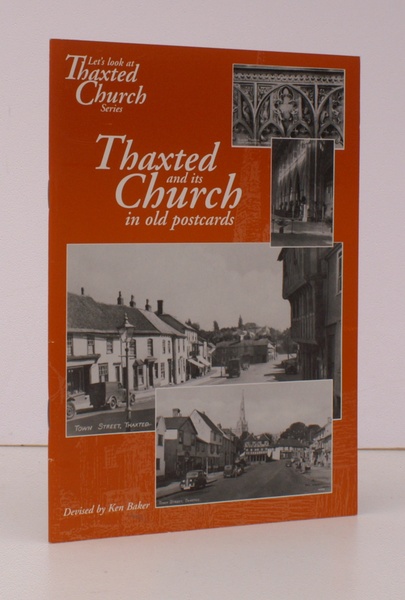 Let's look at
Thaxted
Church
Series
Thaxted
and its
Church
in old postcards
TOWN STREET, THAXTED.
Devised by Ken Baker